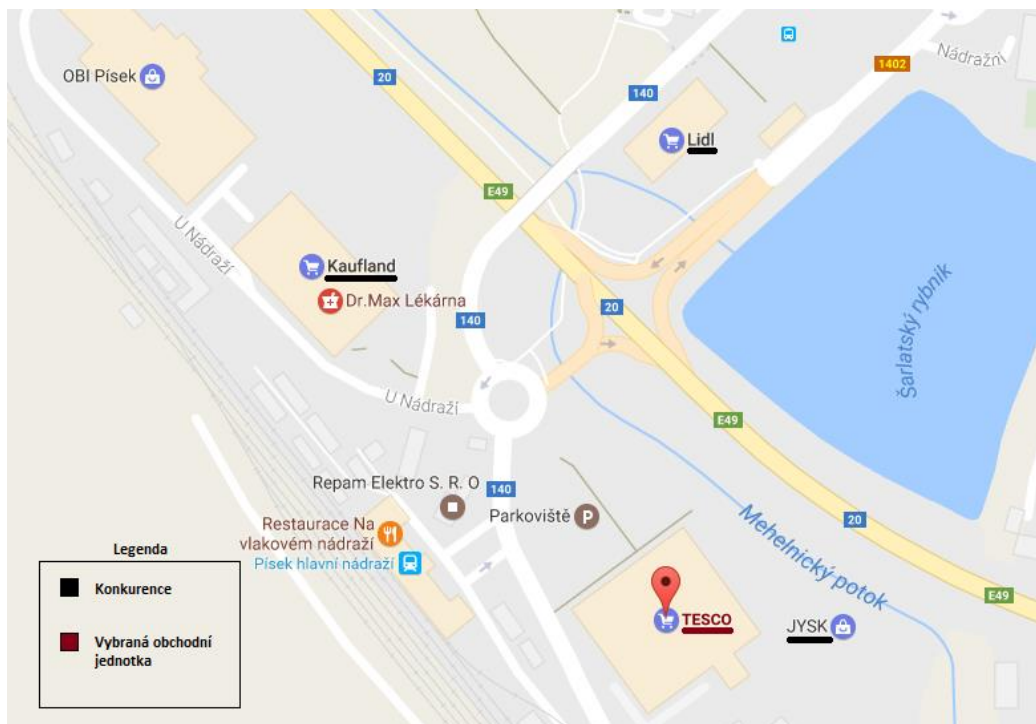 Nádražní
1402
OBI Písek
20
140
Lidl
E49
U Nádraží
Kaufland
Dr.Max Lékárna
20
140
Šarlatský rybník
U Nádraží
E49
Repam Elektro S. R. O
140
Parkoviště
P
20
Restaurace Na
vlakovém nádraží
Písek hlavní nádraží
Mehelnický potok
E49
TESCO
JYSK
Legenda
Konkurence
Vybraná obchodní
jednotka